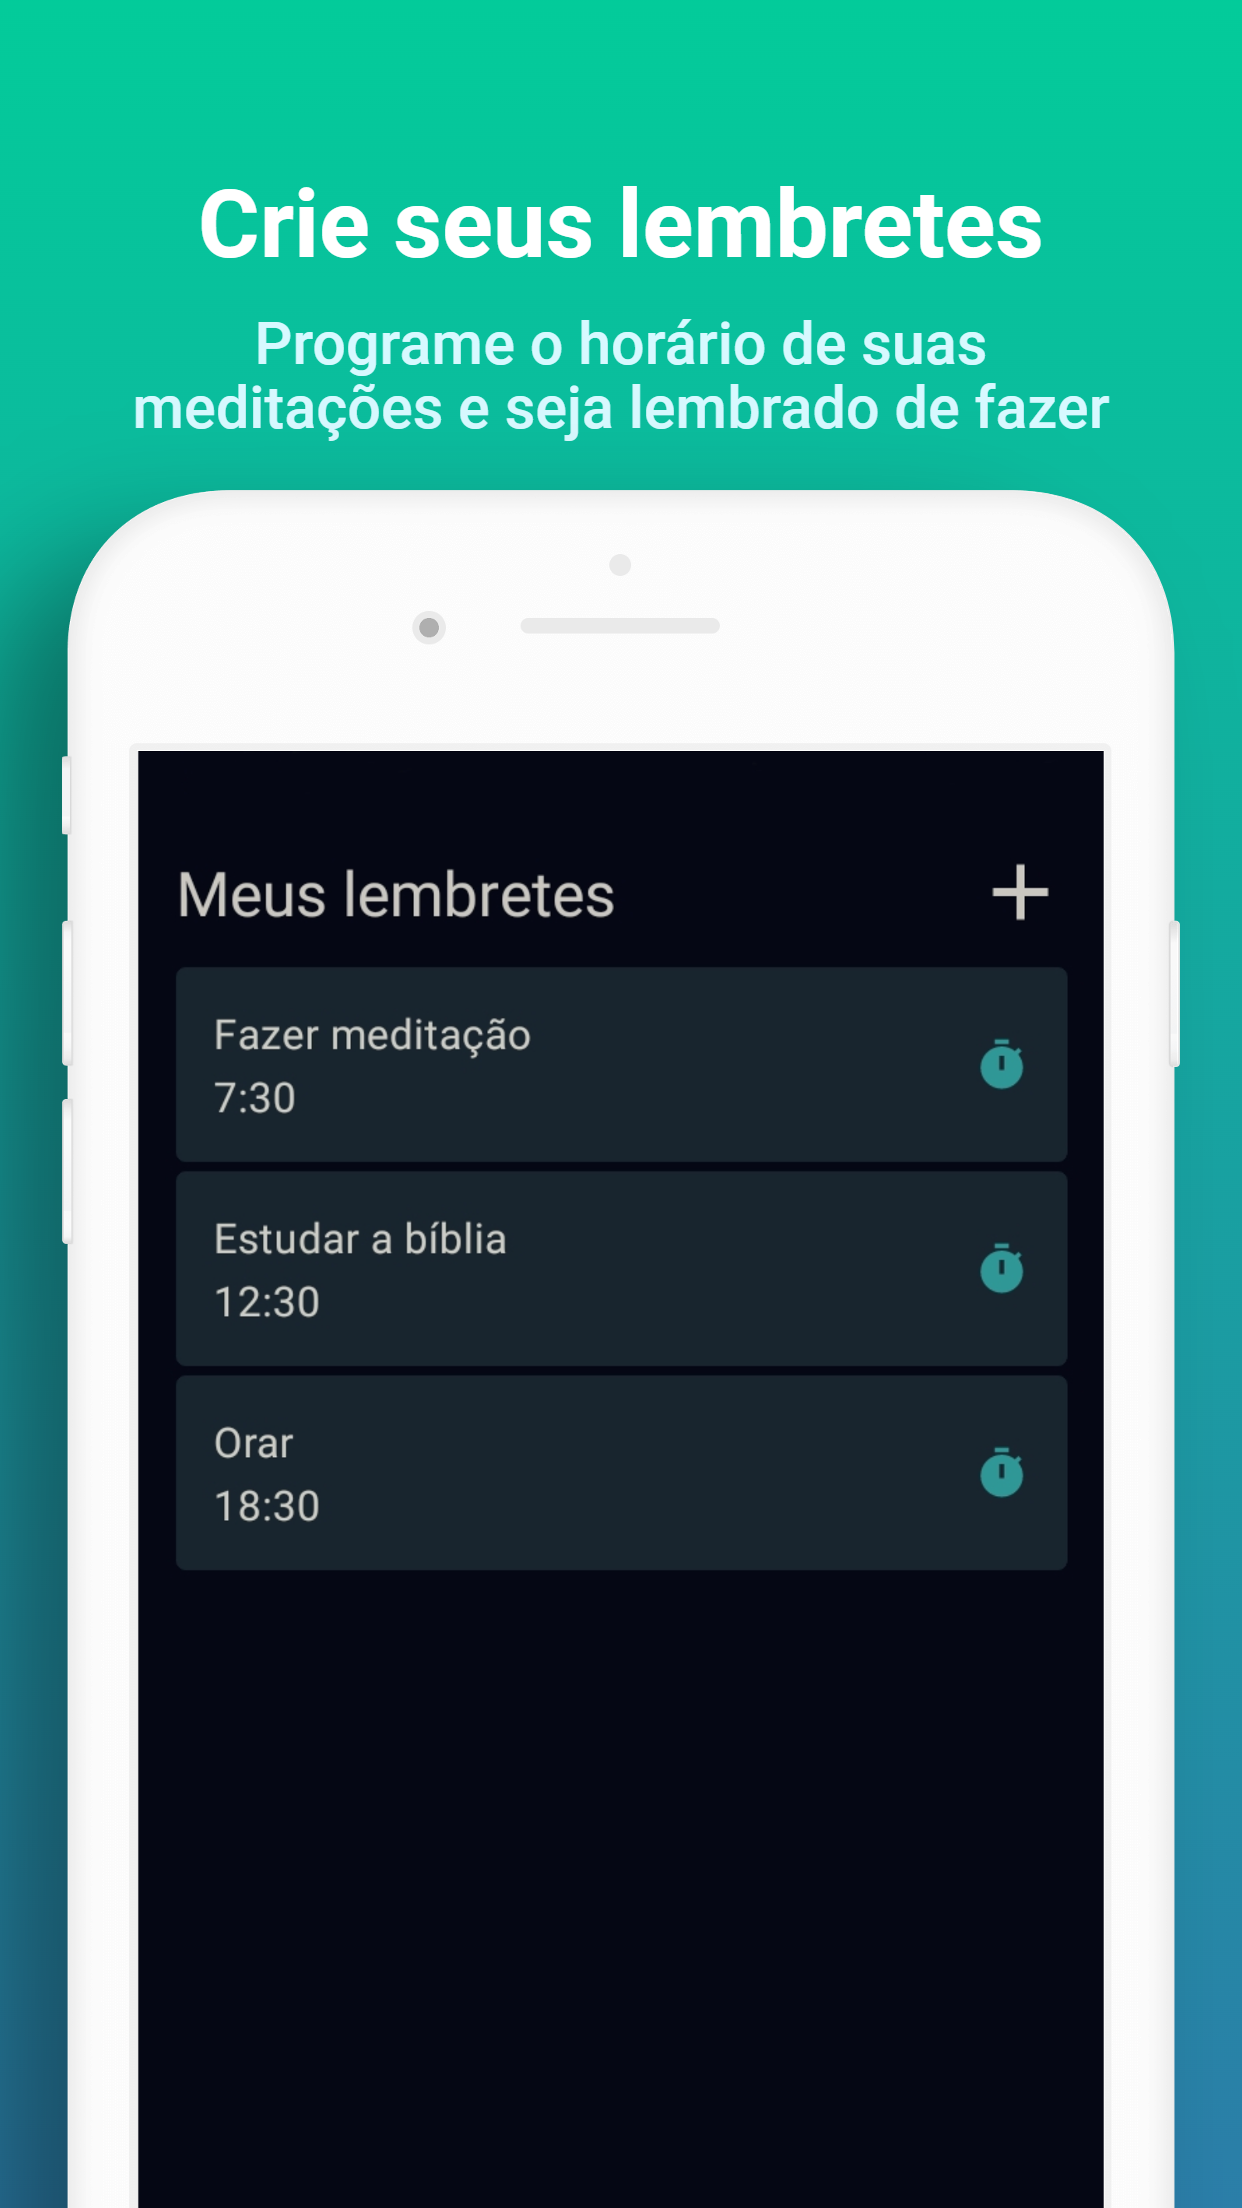 Crie seus lembretes
Programe o horário de suas
meditações e seja lembrado de fazer
Meus lembretes
Fazer meditação
7:30
Estudar a bíblia
12:30
Orar
18:30